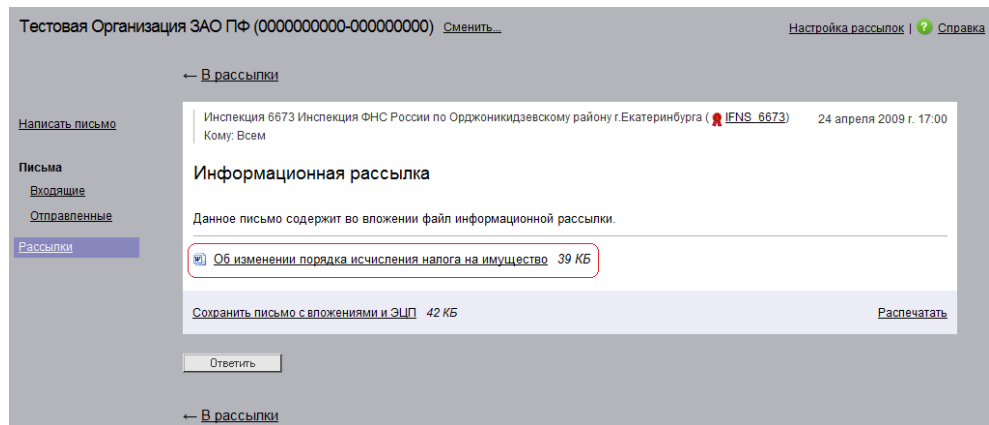 Тестовая Организация ЗАО ПФ (0000000000-000000000) Сменить...
Настройка рассылок | ? Справка
← В рассылки
Написать письмо
Письма
Входящие
Отправленные
Рассылки
Инспекция 6673 Инспекция ФНС России по Орджоникидзевскому району г.Екатеринбурга ( IFNS_6673)
24 апреля 2009 г. 17:00
Кому: Всем
Информационная рассылка
Данное письмо содержит во вложении файл информационной рассылки.
Об изменении порядка исчисления налога на имущество 39 КБ
Сохранить письмо с вложениями и ЭЦП 42 КБ
Распечатать
Ответить
← В рассылки